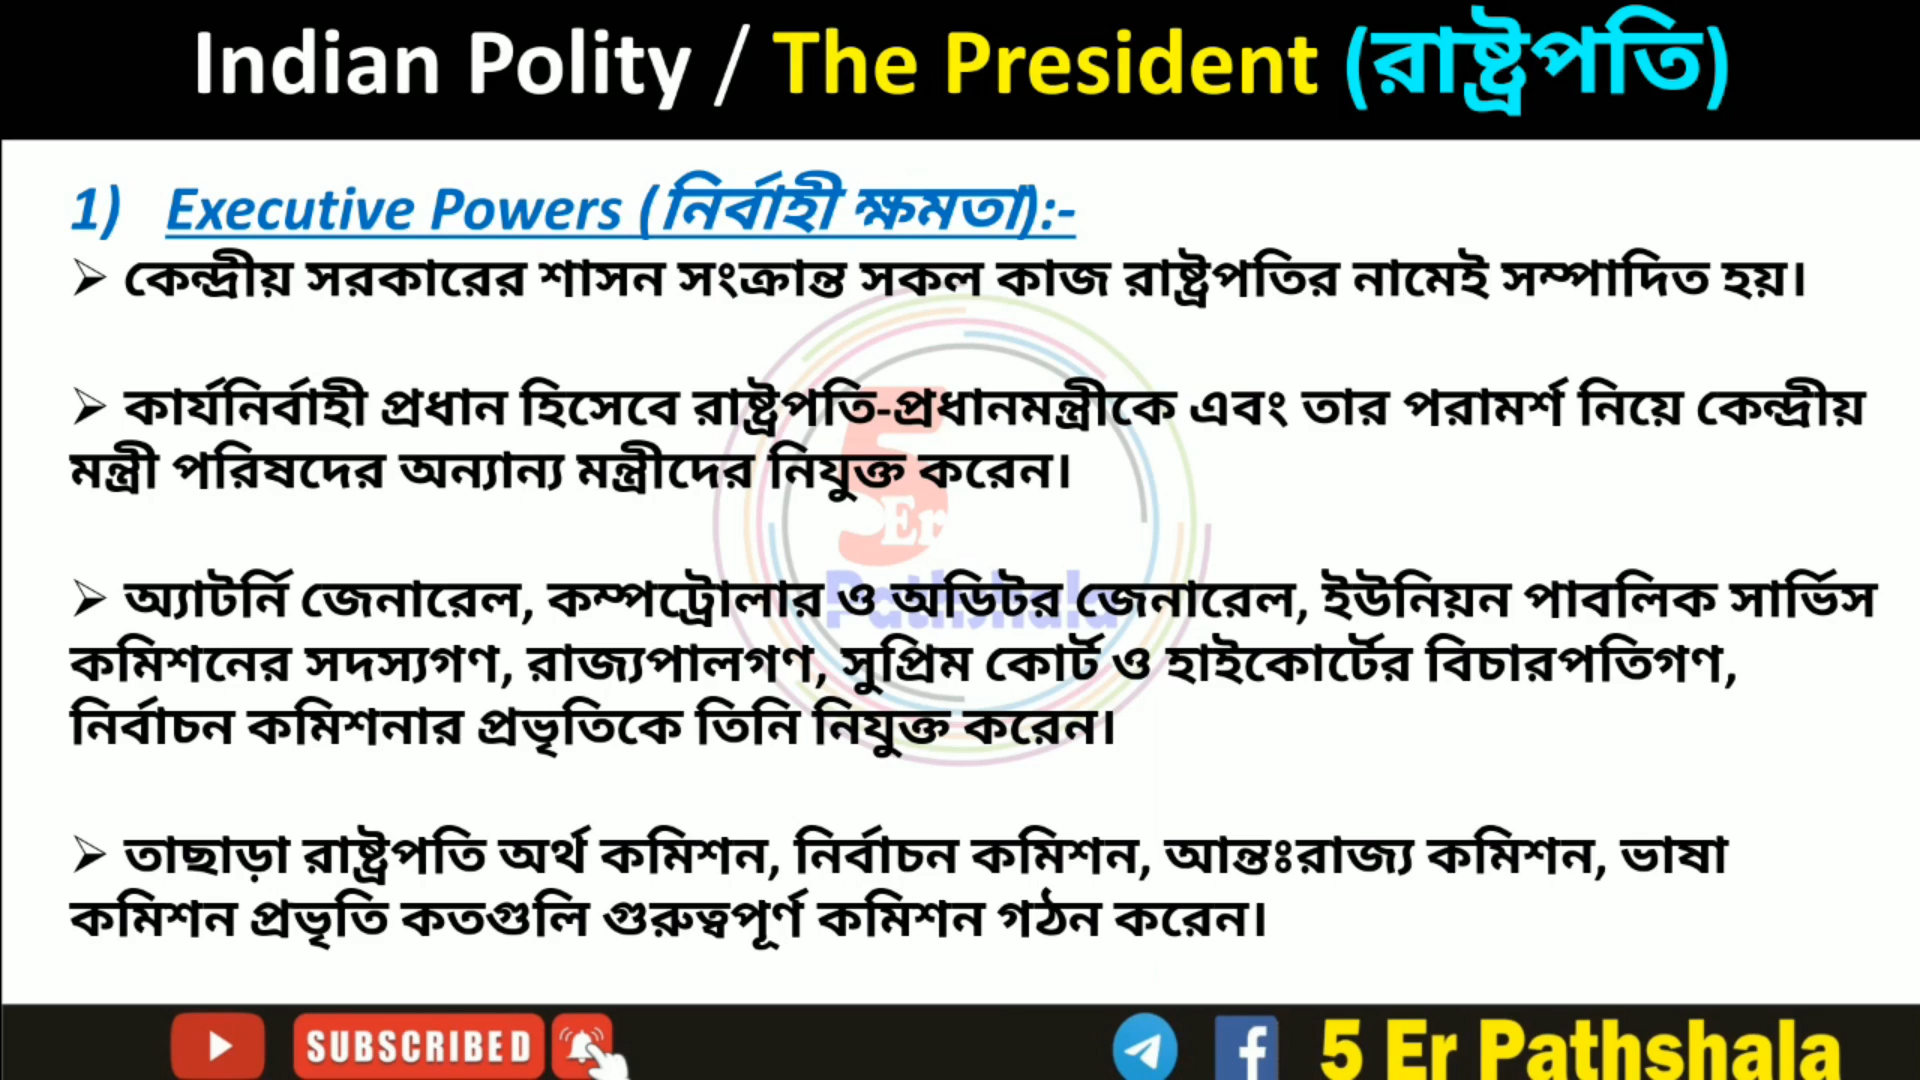 Indian Polity / The President (রাষ্ট্রপতি)
1) Executive Powers (নির্বাহী ক্ষমতা):-
➢ কেন্দ্রীয় সরকারের শাসন সংক্রান্ত সকল কাজ রাষ্ট্রপতির নামেই সম্পাদিত হয়।
➢ কার্যনির্বাহী প্রধান হিসেবে রাষ্ট্রপতি-প্রধানমন্ত্রীকে এবং তার পরামর্শ নিয়ে কেন্দ্রীয়
মন্ত্রী পরিষদের অন্যান্য মন্ত্রীদের নিযুক্ত করেন।
➢ অ্যাটর্নি জেনারেল, কম্পট্রোলার ও অডিটর জেনারেল, ইউনিয়ন পাবলিক সার্ভিস
কমিশনের সদস্যগণ, রাজ্যপালগণ, সুপ্রিম কোর্ট ও হাইকোর্টের বিচারপতিগণ,
নির্বাচন কমিশনার প্রভৃতিকে তিনি নিযুক্ত করেন।
➢ তাছাড়া রাষ্ট্রপতি অর্থ কমিশন, নির্বাচন কমিশন, আন্তঃরাজ্য কমিশন, ভাষা
কমিশন প্রভৃতি কতগুলি গুরুত্বপূর্ণ কমিশন গঠন করেন।
5 Er
Pathshala
SUBSCRIBED
5 Er Pathshala